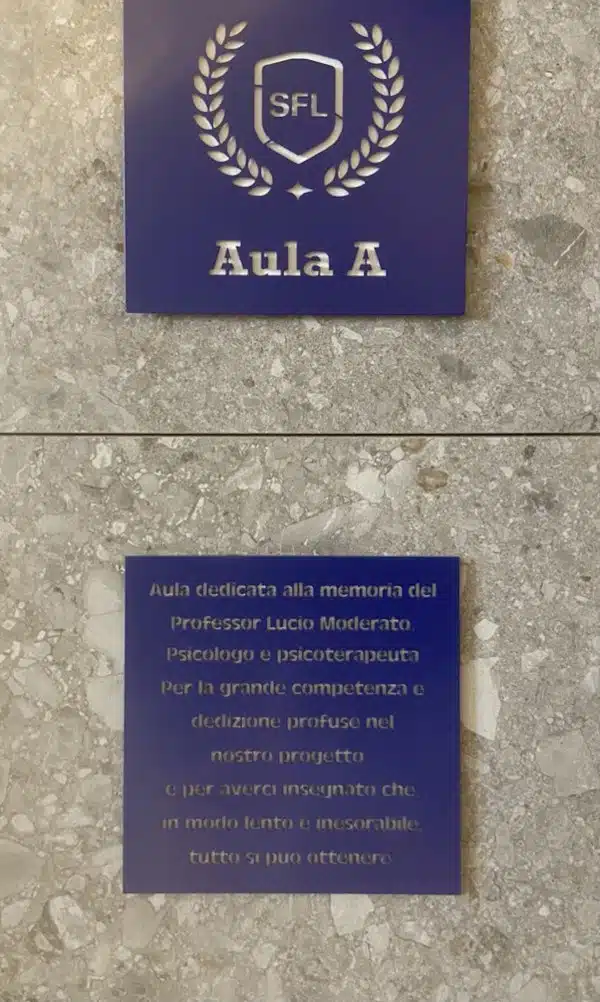 SFL
Aula A
Aula dedicata alla memoria del
Professor Lucio Moderato.
Psicologo e psicoterapeuta
Per la grande competenza e
dedizione profuse nel
nostro progetto
e per averci insegnato che,
in modo lento e inesorabile,
tutto si può ottenere